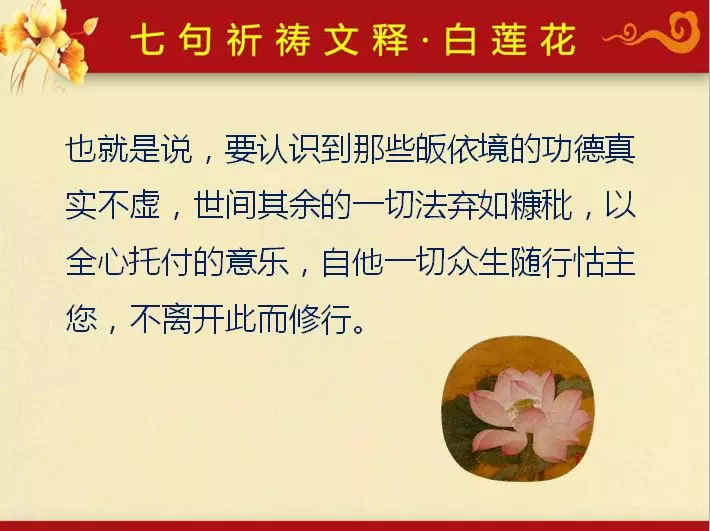 七句祈祷文释·白莲花
也就是说，要认识到那些皈依境的功德真
实不虚，世间其余的一切法弃如糠秕，以
全心托付的意乐，自他一切众生随行怙主
您，不离开此而修行。